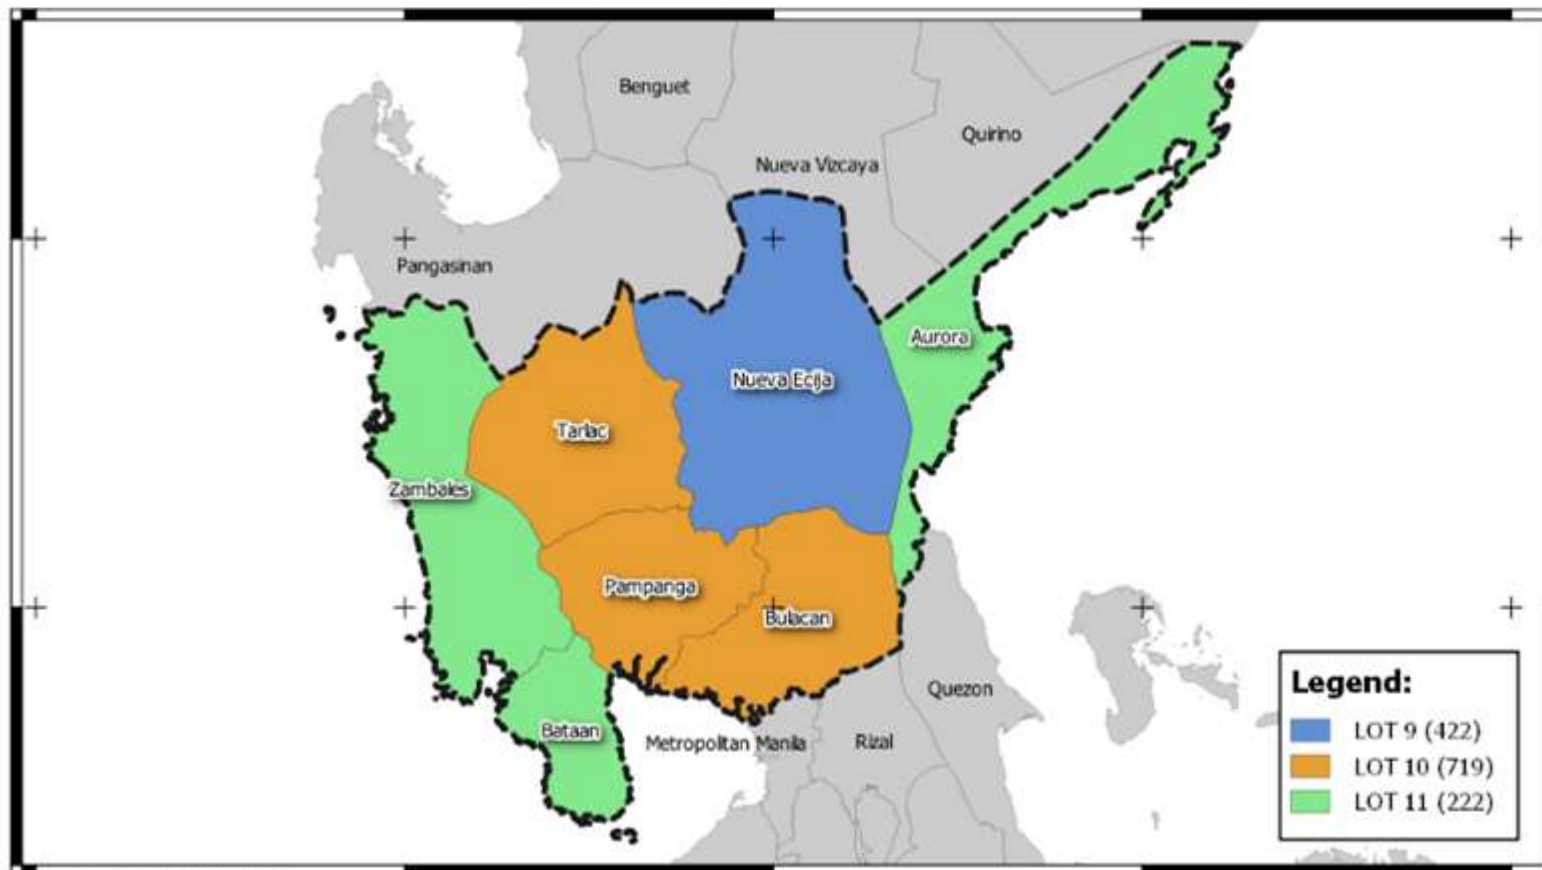 Benguet
Quirino
Nueva Vizcaya
Pangasinan
Aurora
Nueva Ecija
Tarlac
Zambales
Pampanga
Bulacan
Quezon
Bataan
Metropolitan Manila
Rizal
Legend:
LOT 9 (422)
LOT 10 (719)
LOT 11 (222)